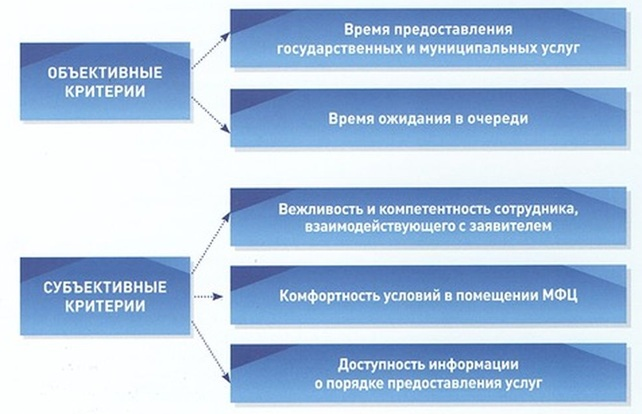 ОБЪЕКТИВНЫЕ
КРИТЕРИИ
Время предоставления
государственных и муниципальных услуг
Время ожидания в очереди
СУБЪЕКТИВНЫЕ
КРИТЕРИИ
Вежливость и компетентность сотрудника,
взаимодействующего с заявителем
Комфортность условий в помещении МФЦ
Доступность информации
о порядке предоставления услуг